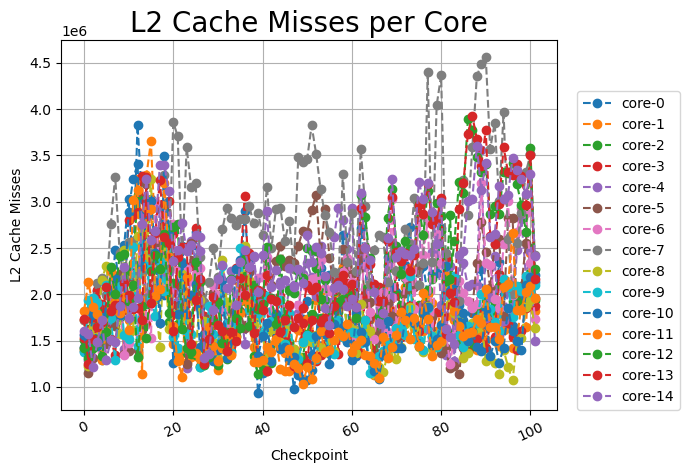 L2 Cache Misses per Core
1e6
4.5
4.0
3.5
3.0
2.5
2.0
1.5
1.0
L2 Cache Misses
0
20
40
60
80
100
Checkpoint
core-0
core-1
core-2
core-3
core-4
core-5
core-6
core-7
core-8
core-9
core-10
core-11
core-12
core-13
core-14